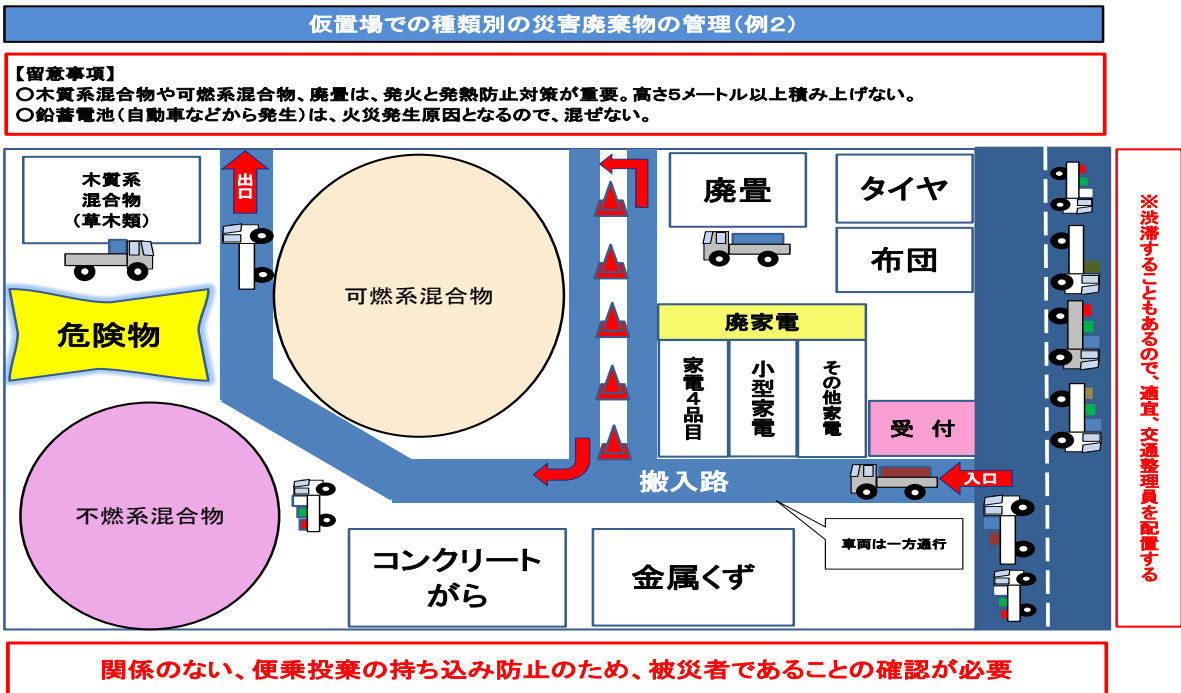 仮置場での種類別の災害廃棄物の管理(例2)
【留意事項】
○木質系混合物や可燃系混合物、廃畳は、発火と発熱防止対策が重要。高さ5メートル以上積み上げない。
○鉛蓄電池(自動車などから発生)は、火災発生原因となるので、混ぜない。
木質系
混合物
(草木類)
出口
廃畳
タイヤ
布団
可燃系混合物
危険物
廃家電
家電4品目
小型家電
その他家電
受 付
搬入路
入口
車両は一方通行
不燃系混合物
コンクリート
がら
金属くず
※渋滞することもあるので、適宜、交通整理員を配置する
関係のない、便乗投棄の持ち込み防止のため、被災者であることの確認が必要